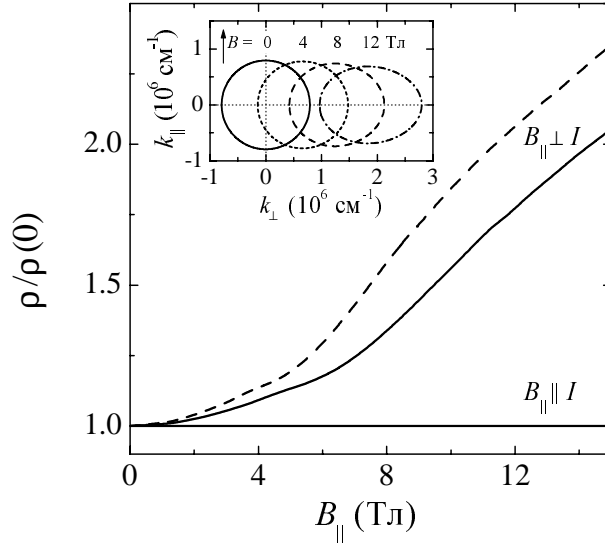 B = 0 4 8 12 Тл
k∥ (10⁶ см⁻¹)
1
0
-1
-1 0 1 2 3
k⊥ (10⁶ см⁻¹)
ρ/ρ(0)
2.0
1.5
1.0
B∥⊥ I
B∥∥ I
0 4 8 12
B∥ (Тл)